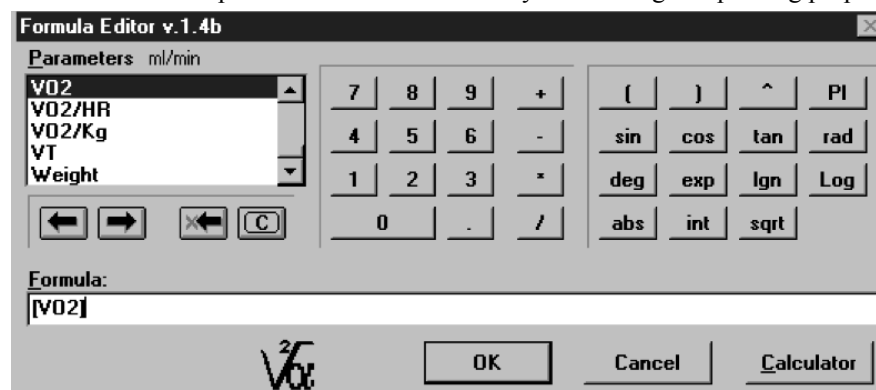 Formula Editor v.1.4b
Parameters ml/min
VO2
VO2/HR
VO2/Kg
VT
Weight
C
7 8 9 +
4 5 6 -
1 2 3 *
0 . /
( ) ^ PI
sin cos tan rad
deg exp lgn Log
abs int sqrt
Formula:
[VO2]
OK Cancel Calculator